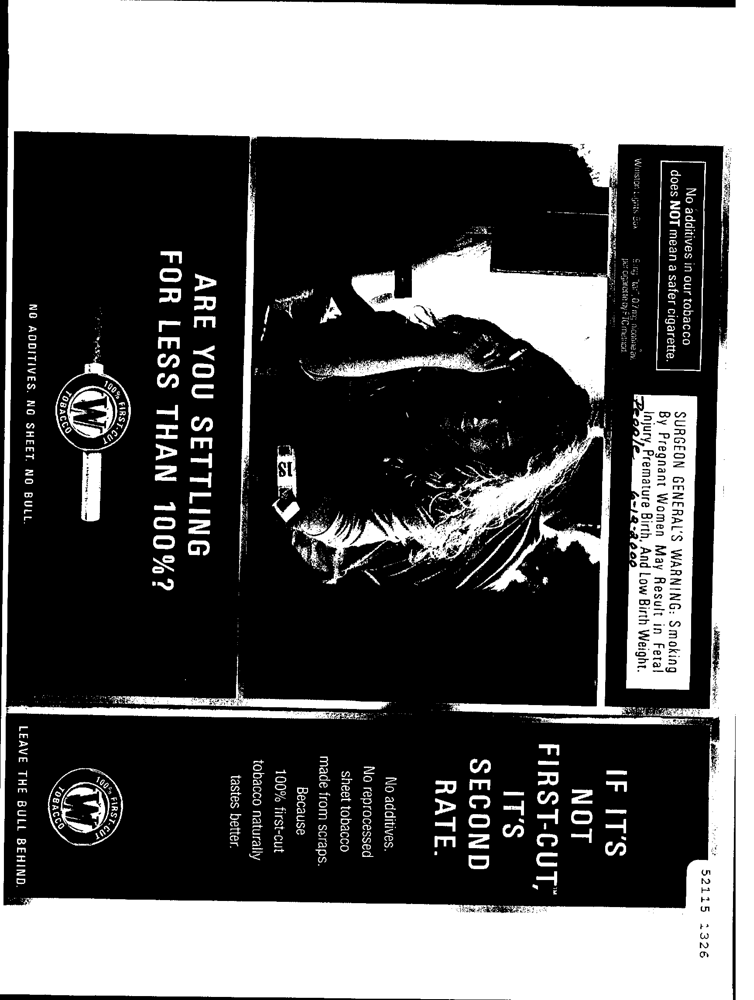 No additives in our tobacco
does NOT mean a safer cigarette.
Winston Lights Box
SURGEON GENERAL'S WARNING: Smoking
By Pregnant Women May Result in Fetal
Injury, Premature Birth, And Low Birth Weight.
People 6-12-2000
ARE YOU SETTLING
FOR LESS THAN 100%?
100% FIRST-CUT
W
TOBACCO
NO ADDITIVES. NO SHEET. NO BULL.
IF IT'S
NOT
FIRST-CUT,™
IT'S
SECOND
RATE.
No additives.
No reprocessed
sheet tobacco
made from scraps.
Because
100% first-cut
tobacco naturally
tastes better.
100% FIRST-CUT
W
TOBACCO
LEAVE THE BULL BEHIND.
52115 1326